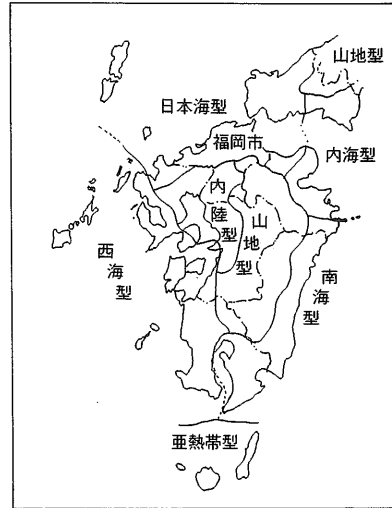 山地型
日本海型
福岡市
内海型
内陸型
山地型
西海型
南海型
亜熱帯型